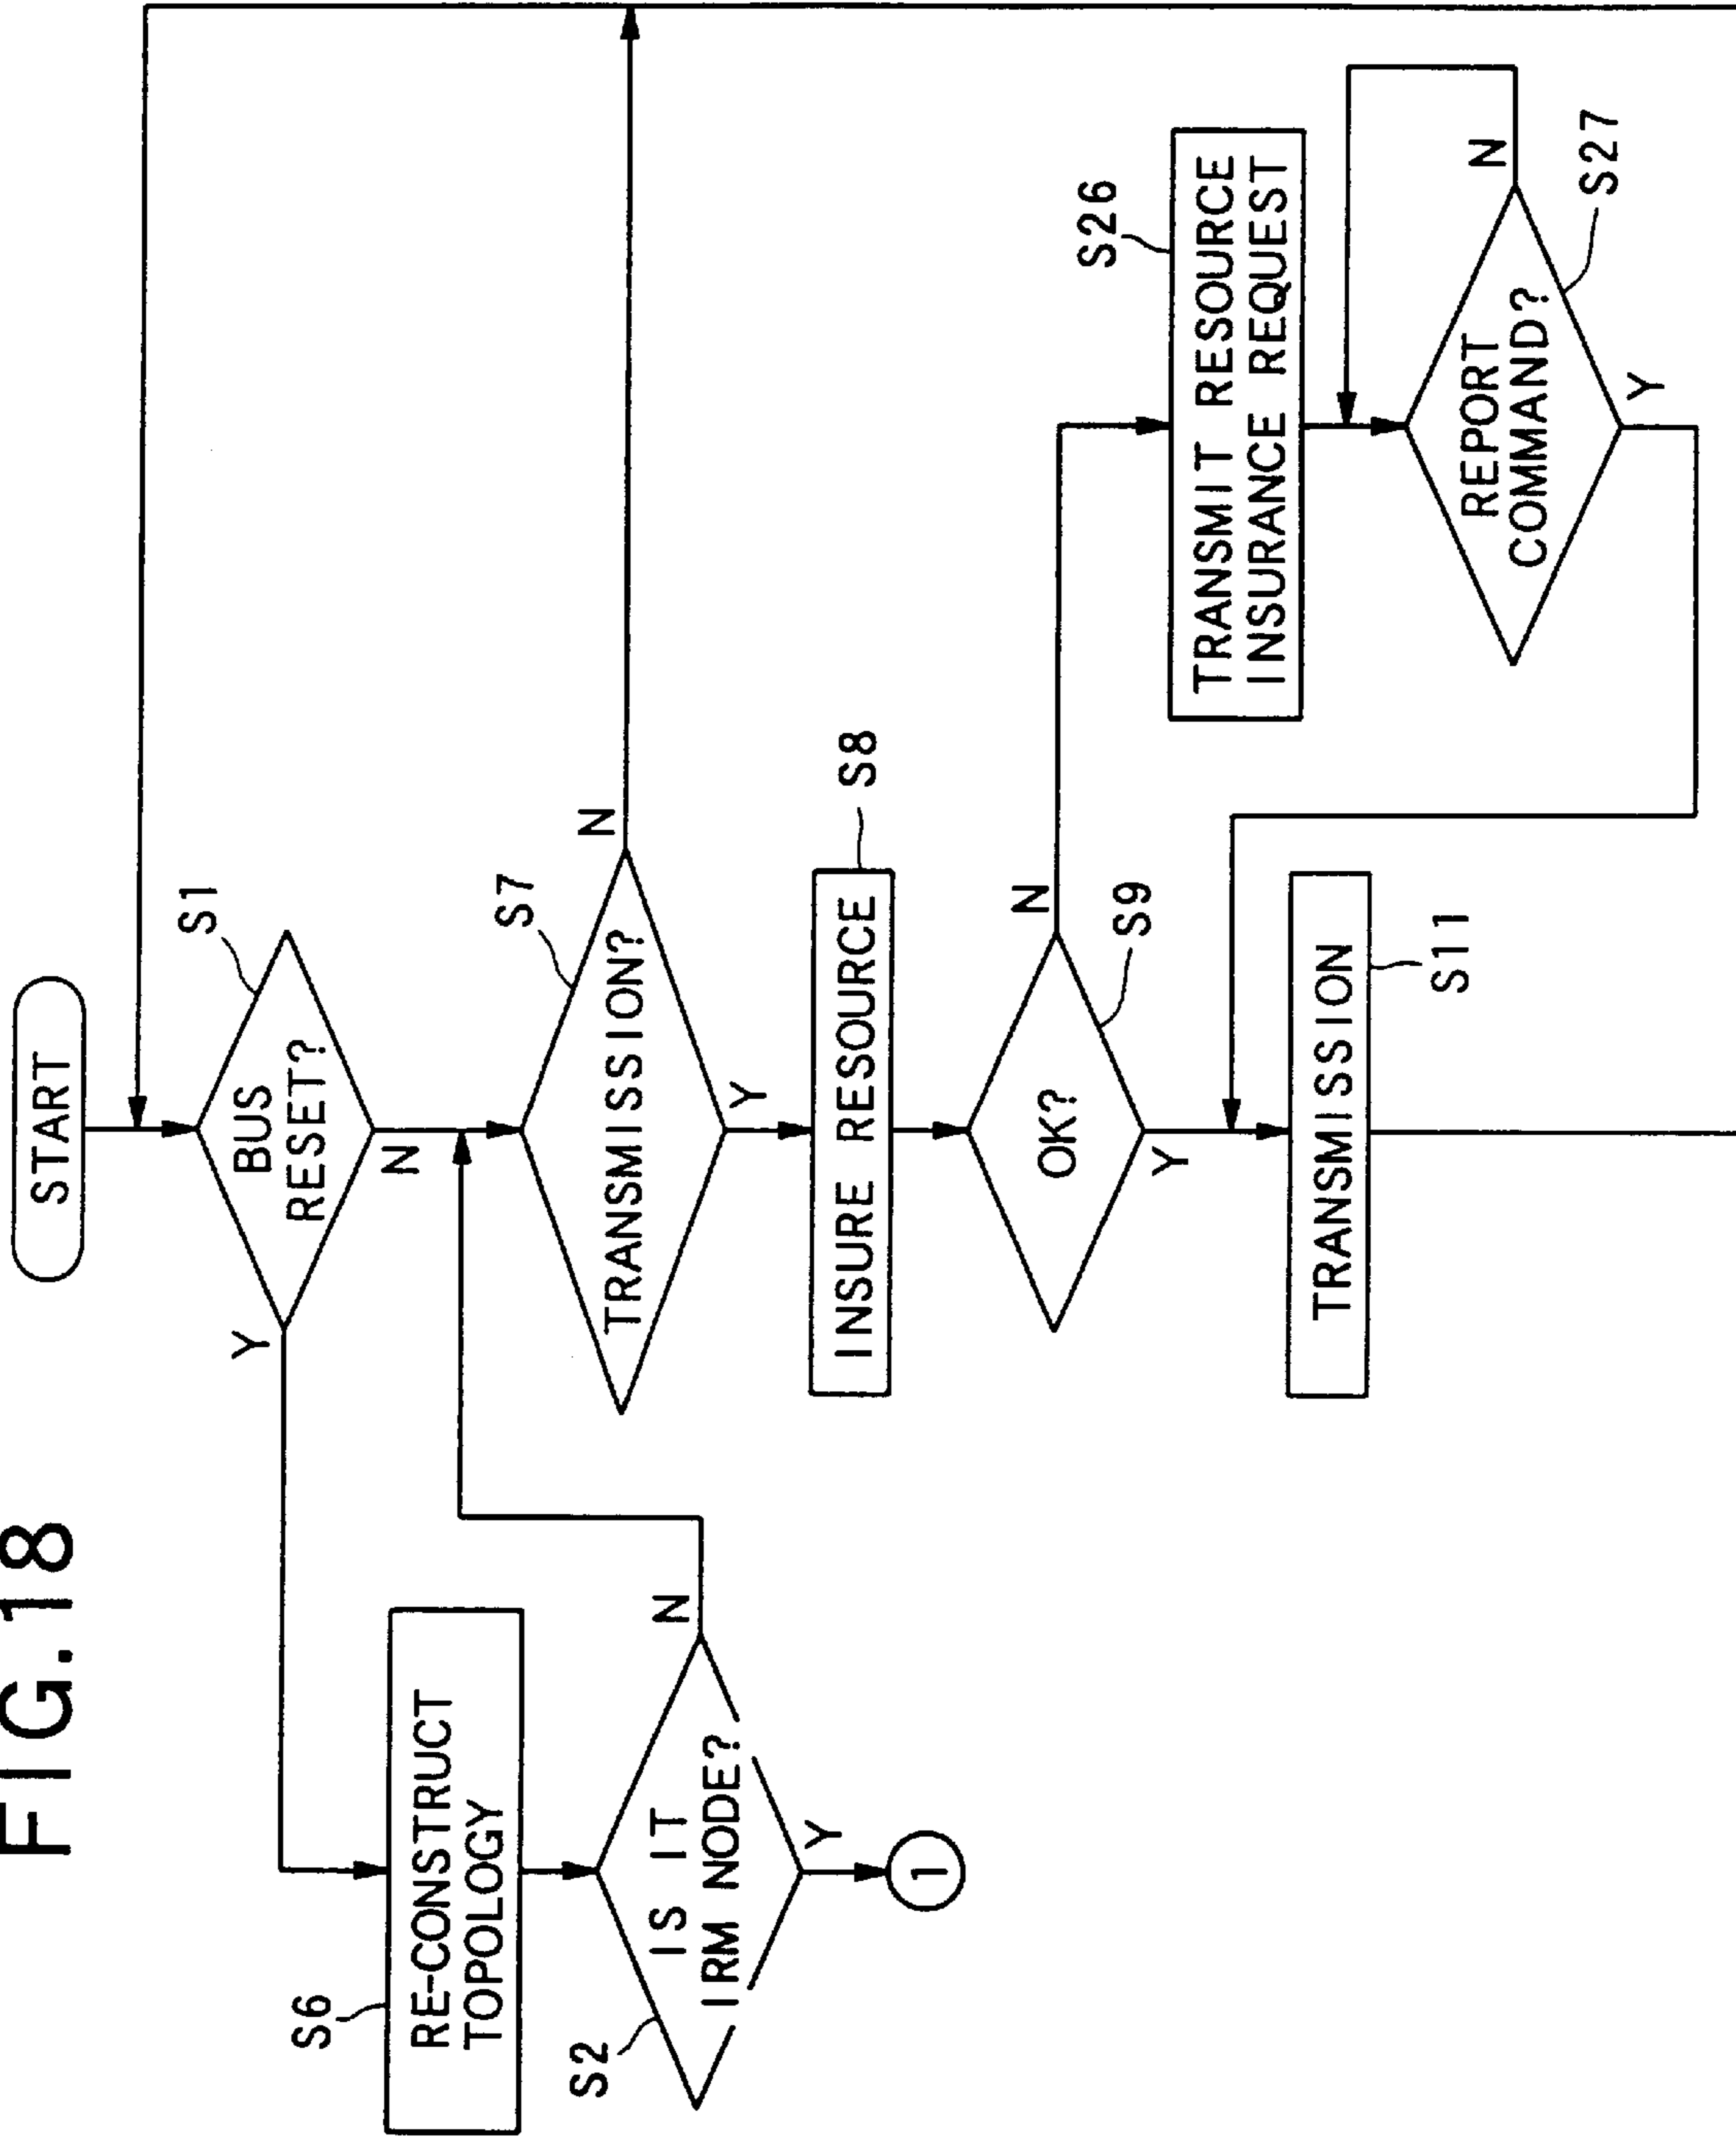 FIG.18
START
BUS
RESET?
S1
Y
N
S6
RE-CONSTRUCT
TOPOLOGY
S2
IS IT
IRM NODE?
N
Y
1
TRANSMISSION?
S7
N
Y
INSURE RESOURCE
S8
OK?
S9
N
Y
TRANSMISSION
S11
S26
TRANSMIT RESOURCE
INSURANCE REQUEST
REPORT
COMMAND?
S27
N
Y